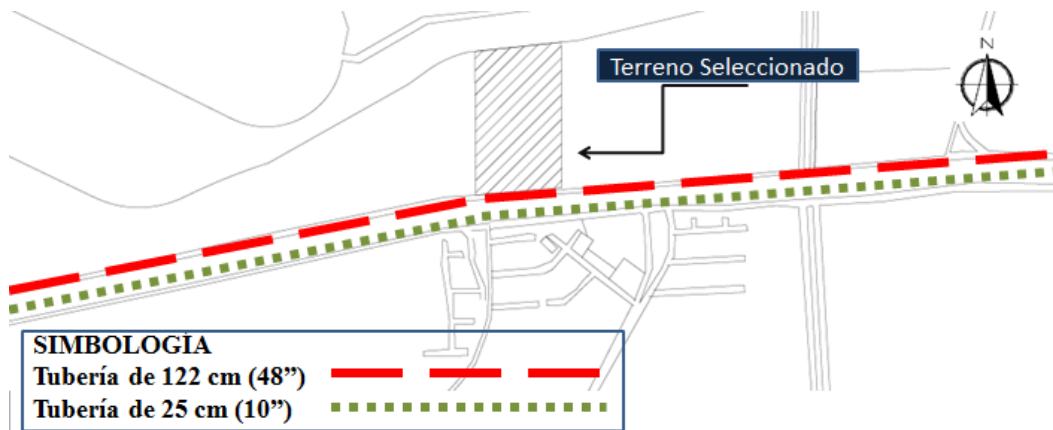 Terreno Seleccionado
N
SIMBOLOGÍA
Tubería de 122 cm (48”)
Tubería de 25 cm (10”)